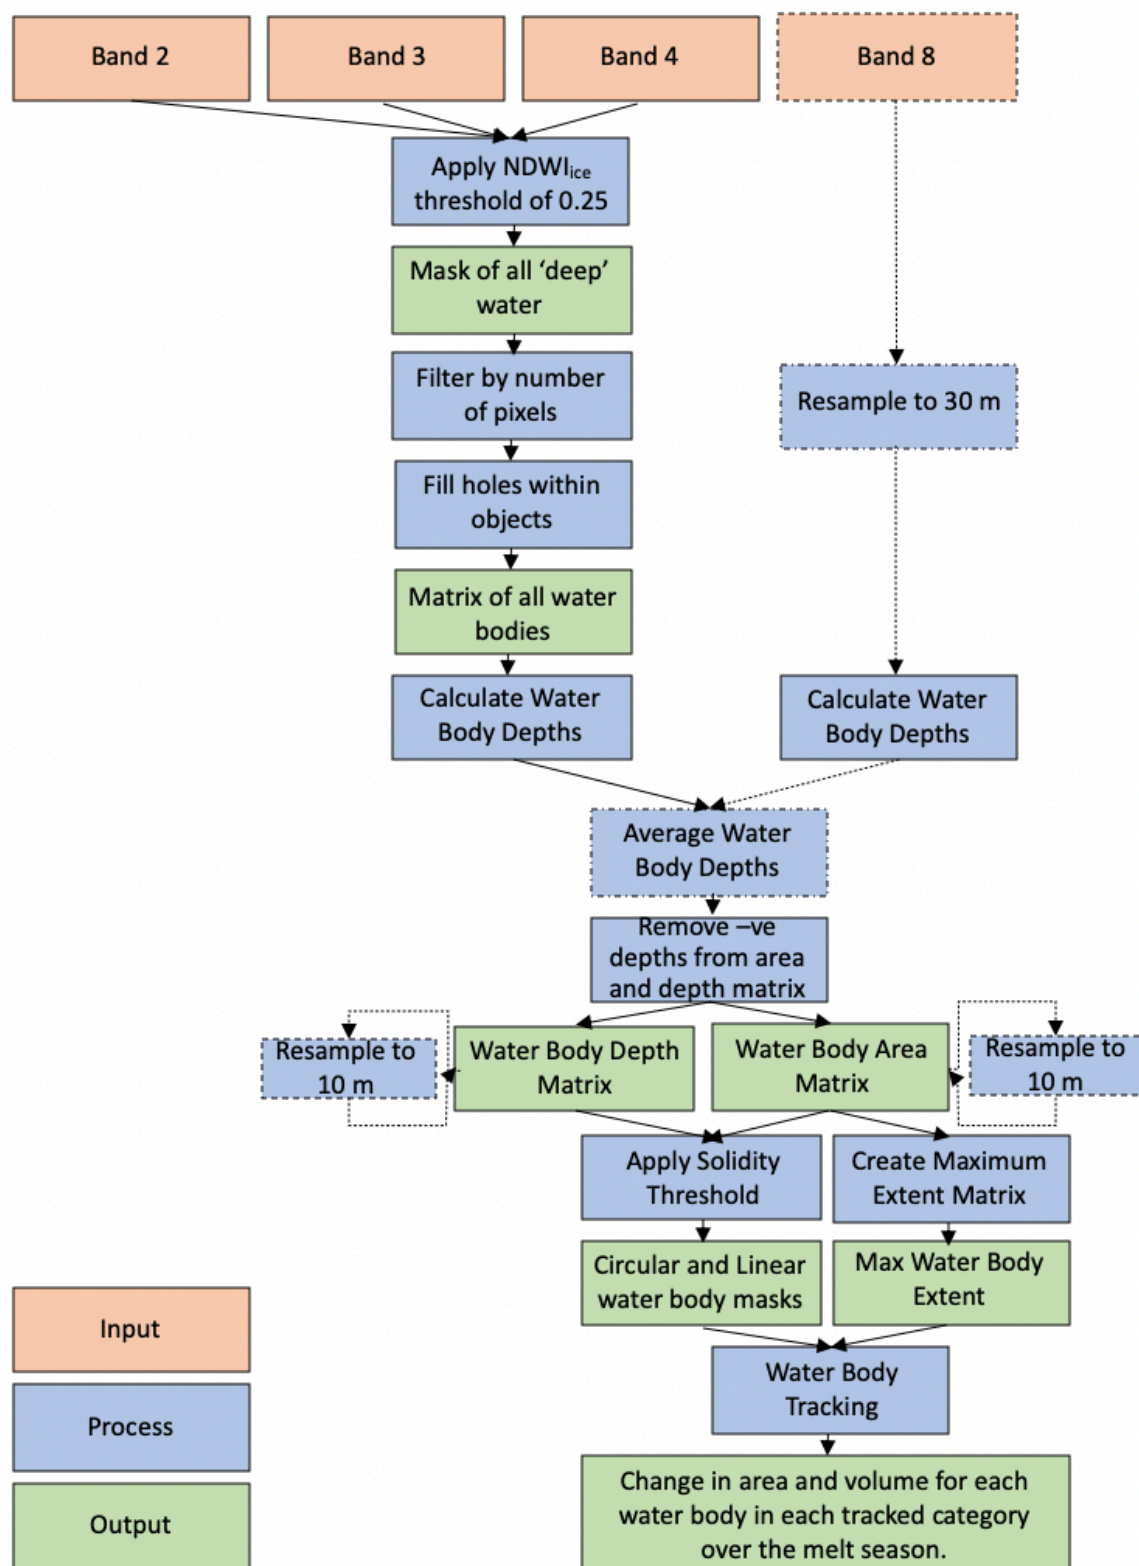 Band 2
Band 3
Band 4
Band 8
Apply NDWIice
threshold of 0.25
Mask of all ‘deep’
water
Filter by number
of pixels
Resample to 30 m
Fill holes within
objects
Matrix of all water
bodies
Calculate Water
Body Depths
Calculate Water
Body Depths
Average Water
Body Depths
Remove –ve
depths from area
and depth matrix
Resample to
10 m
Water Body Depth
Matrix
Water Body Area
Matrix
Resample to
10 m
Apply Solidity
Threshold
Create Maximum
Extent Matrix
Circular and Linear
water body masks
Max Water Body
Extent
Water Body
Tracking
Change in area and volume for each
water body in each tracked category
over the melt season.
Input
Process
Output